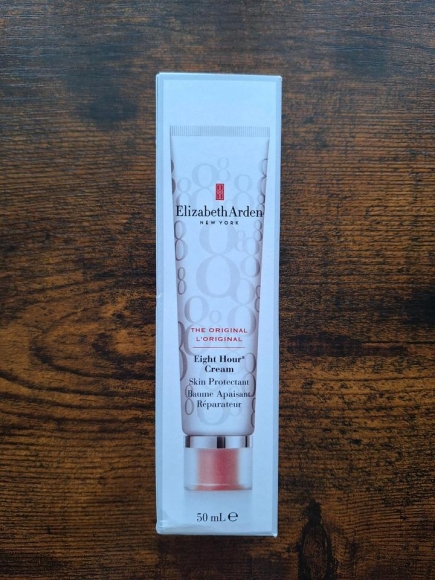 Elizabeth Arden
NEW YORK
THE ORIGINAL
L'ORIGINAL
Eight Hour®
Cream
Skin Protectant
Baume Apaisant
Réparateur
50 mL ℮